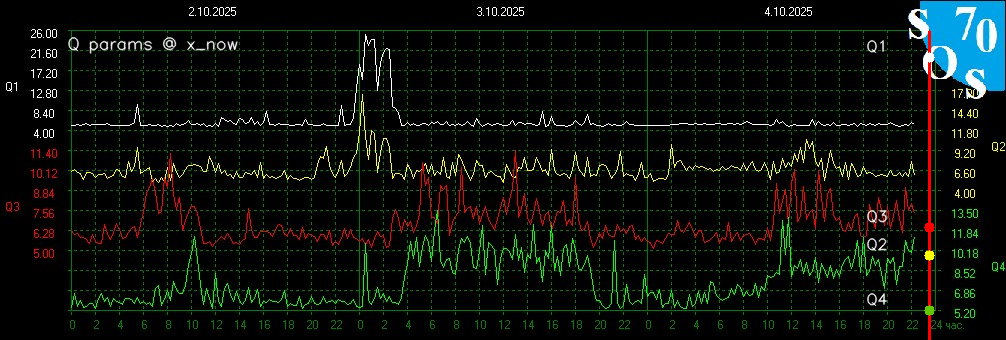 2.10.2025 3.10.2025 4.10.2025
SOS 70
Q params @ x_now
Q1
Q1
26.00
21.60
17.20
12.80
8.40
4.00
Q3
11.40
10.12
8.84
7.56
6.28
5.00
17.00
14.40
11.80
9.20
6.60
4.00
Q2
13.50
11.84
10.18
8.52
6.86
5.20
Q4
Q3
Q2
Q4
0 2 4 6 8 10 12 14 16 18 20 22 0 2 4 6 8 10 12 14 16 18 20 22 0 2 4 6 8 10 12 14 16 18 20 22 24 час.